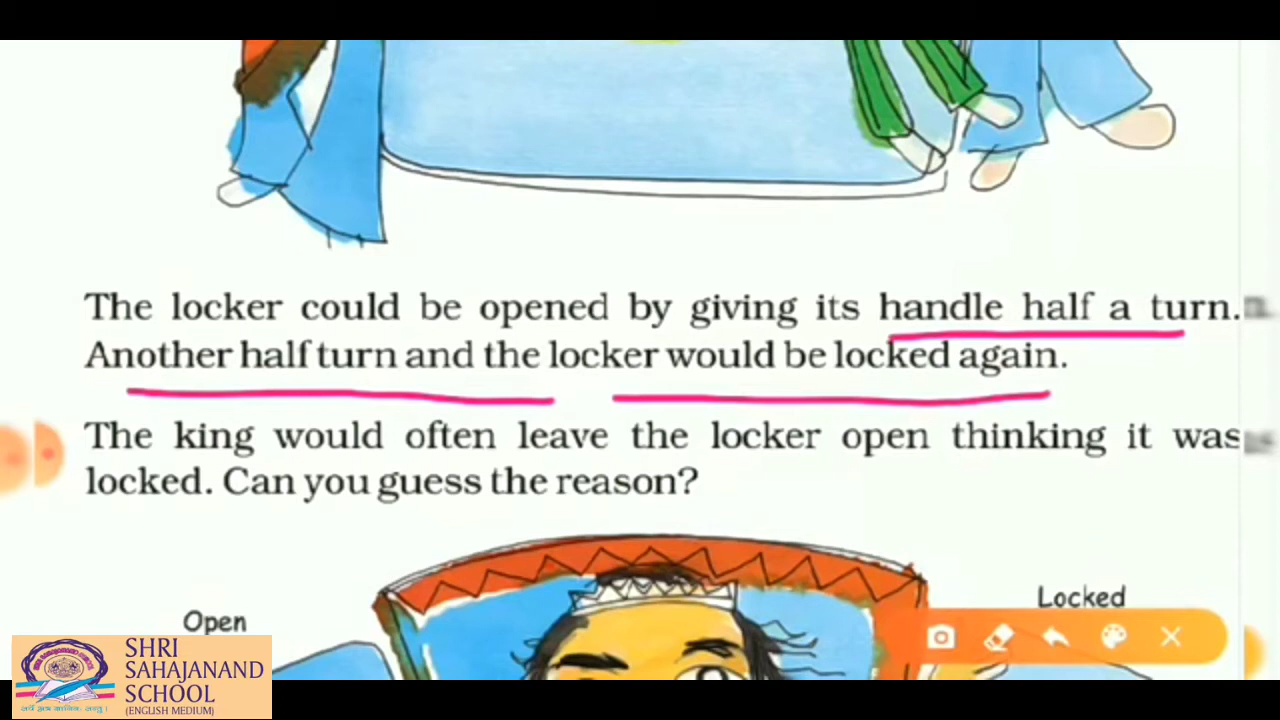 The locker could be opened by giving its handle half a turn.
Another half turn and the locker would be locked again.
The king would often leave the locker open thinking it was
locked. Can you guess the reason?
Open
Locked
SHRI
SAHAJANAND
SCHOOL
(ENGLISH MEDIUM)